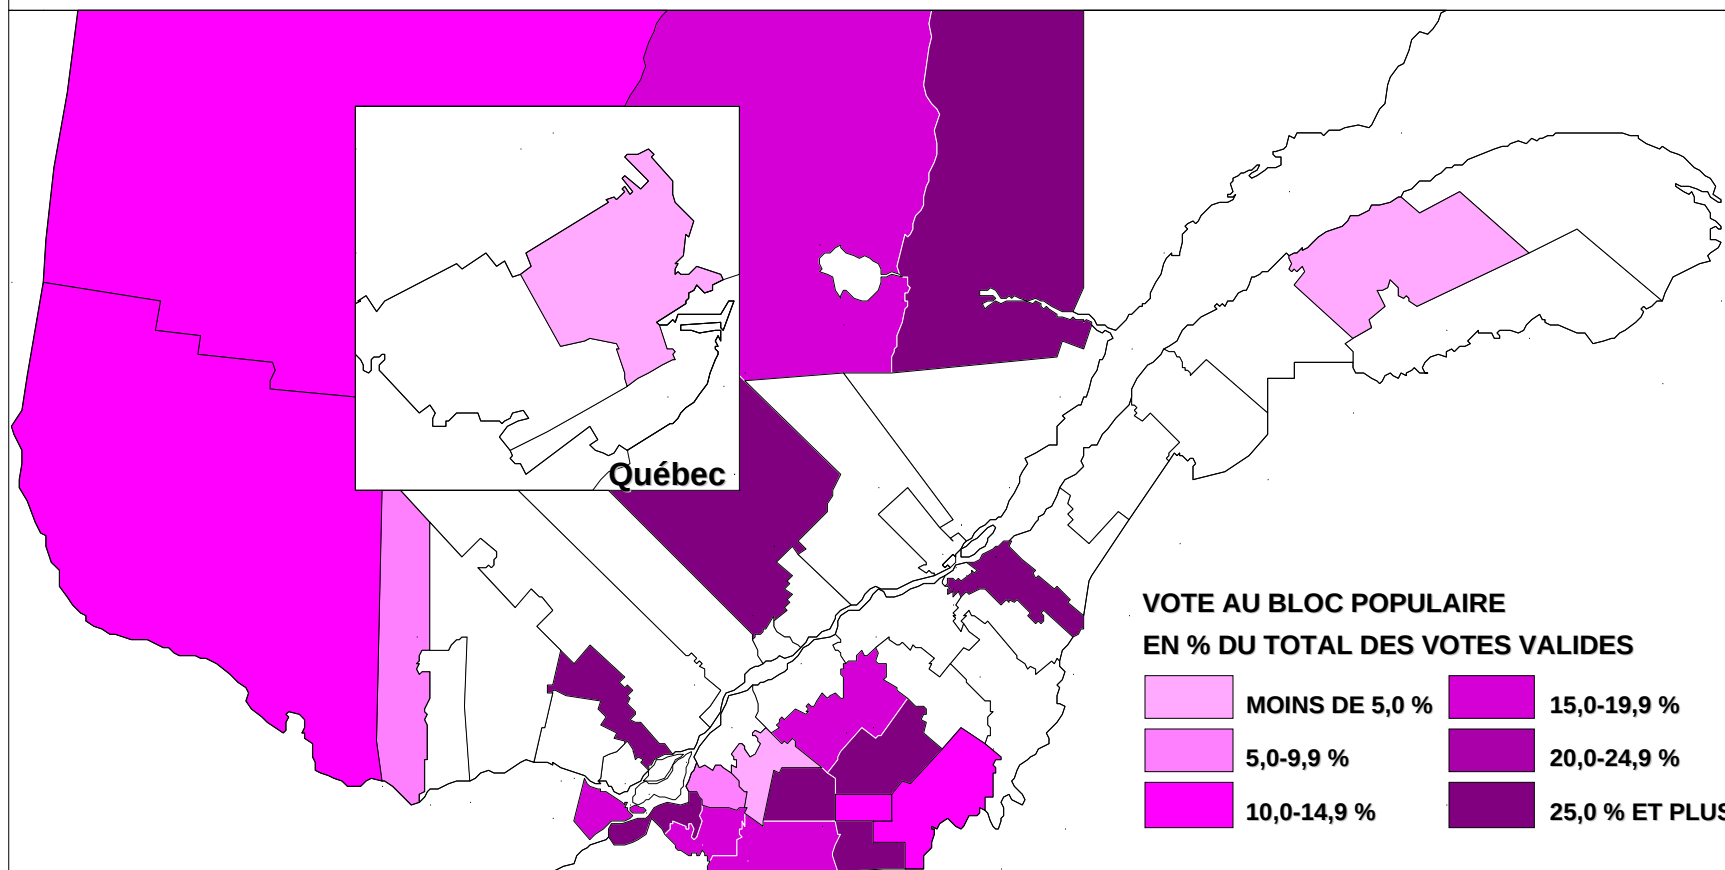 Québec
VOTE AU BLOC POPULAIRE
EN % DU TOTAL DES VOTES VALIDES
MOINS DE 5,0 %
15,0-19,9 %
5,0-9,9 %
20,0-24,9 %
10,0-14,9 %
25,0 % ET PLUS